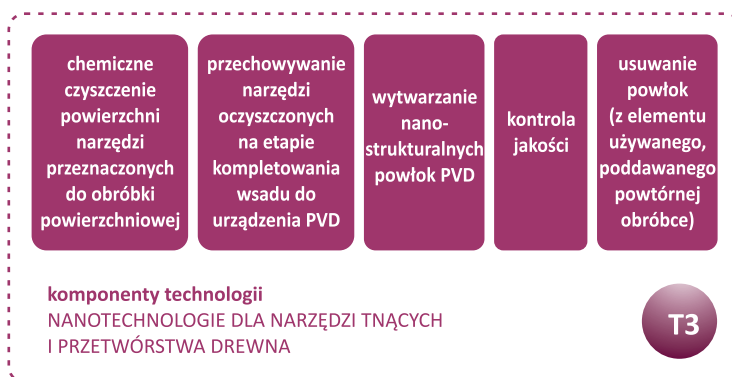 chemiczne
czyszczenie
powierzchni
narzędzi
przeznaczonych
do obróbki
powierzchniowej
przechowywanie
narzędzi
oczyszczonych
na etapie
kompletowania
wsadu do
urządzenia PVD
wytwarzanie
nano-
strukturalnych
powłok PVD
kontrola
jakości
usuwanie
powłok
(z elementu
używanego,
poddawanego
powtórnej
obróbce)
komponenty technologii
NANOTECHNOLOGIE DLA NARZĘDZI TNĄCYCH
I PRZETWÓRSTWA DREWNA
T3